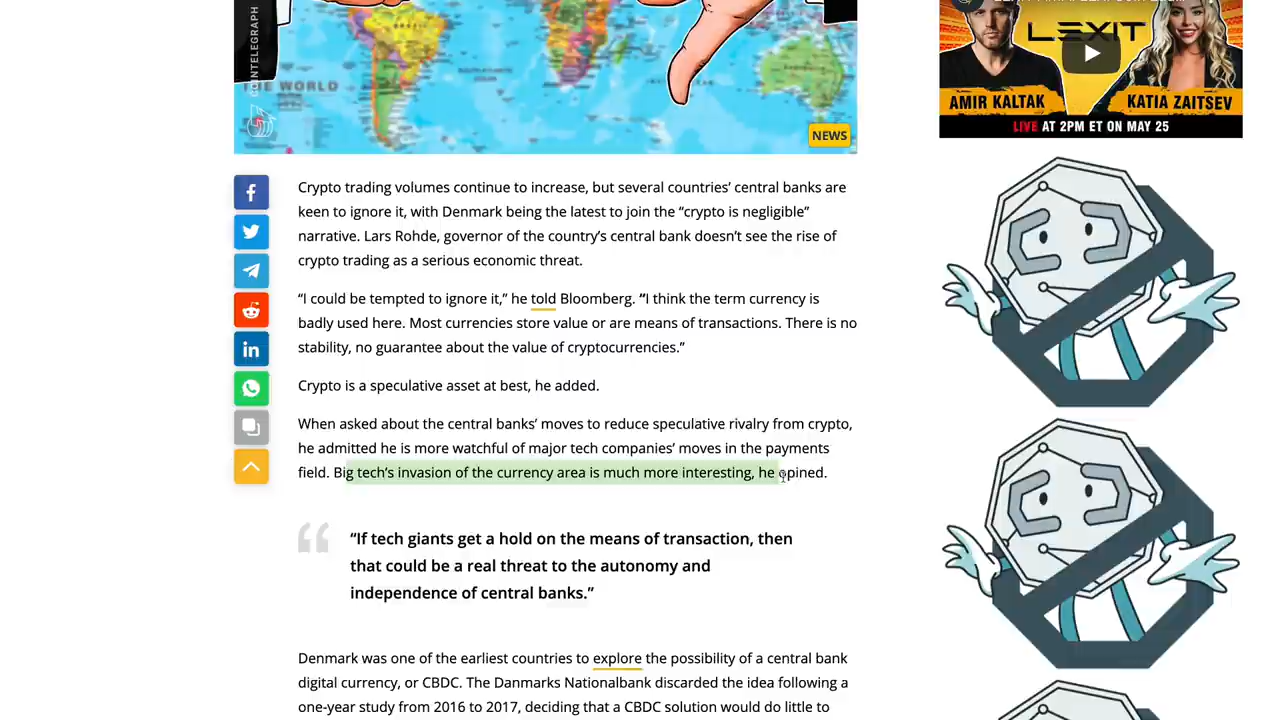 COINTELEGRAPH
THE WORLD
NEWS
LEXIT
AMIR KALTAK
KATIA ZAITSEV
LIVE AT 2PM ET ON MAY 25
Crypto trading volumes continue to increase, but several countries’ central banks are
keen to ignore it, with Denmark being the latest to join the “crypto is negligible”
narrative. Lars Rohde, governor of the country’s central bank doesn’t see the rise of
crypto trading as a serious economic threat.
“I could be tempted to ignore it,” he told Bloomberg. “I think the term currency is
badly used here. Most currencies store value or are means of transactions. There is no
stability, no guarantee about the value of cryptocurrencies.”
Crypto is a speculative asset at best, he added.
When asked about the central banks’ moves to reduce speculative rivalry from crypto,
he admitted he is more watchful of major tech companies’ moves in the payments
field. Big tech’s invasion of the currency area is much more interesting, he opined.
“If tech giants get a hold on the means of transaction, then
that could be a real threat to the autonomy and
independence of central banks.”
Denmark was one of the earliest countries to explore the possibility of a central bank
digital currency, or CBDC. The Danmarks Nationalbank discarded the idea following a
one-year study from 2016 to 2017, deciding that a CBDC solution would do little to